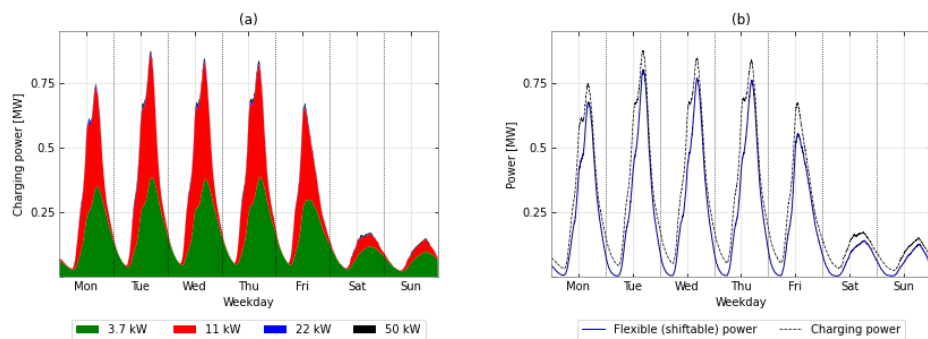 (a)
Charging power [MW]
0.75
0.5
0.25
Mon Tue Wed Thu Fri Sat Sun
Weekday
3.7 kW 11 kW 22 kW 50 kW
(b)
Power [MW]
0.75
0.5
0.25
Mon Tue Wed Thu Fri Sat Sun
Weekday
Flexible (shiftable) power Charging power